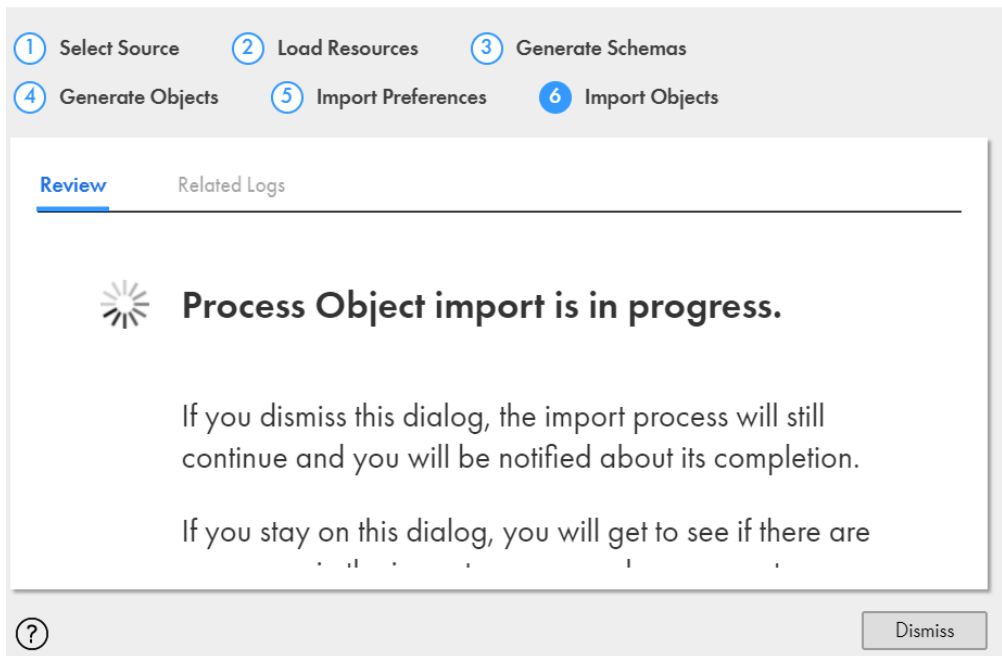 1 Select Source 2 Load Resources 3 Generate Schemas
4 Generate Objects 5 Import Preferences 6 Import Objects
Review Related Logs
Process Object import is in progress.
If you dismiss this dialog, the import process will still
continue and you will be notified about its completion.
If you stay on this dialog, you will get to see if there are
? Dismiss